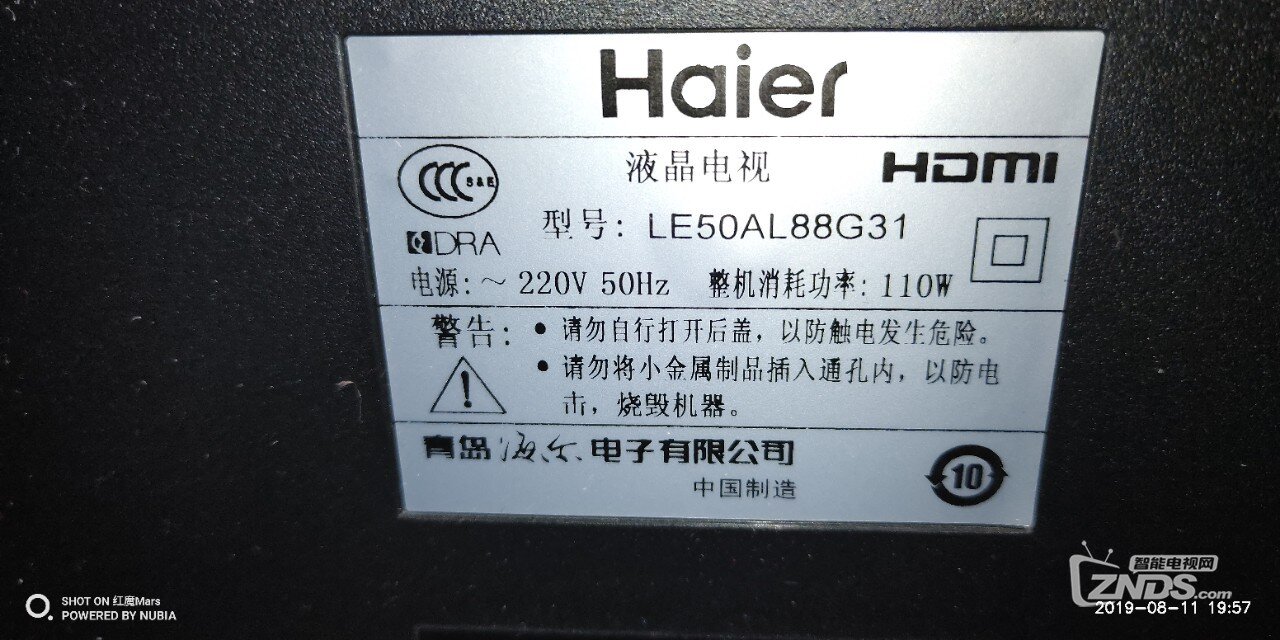 Haier
液晶电视
HDMI
CCC S&E
型号: LE50AL88G31
DRA
电源:~ 220V 50Hz 整机消耗功率: 110W
警告: • 请勿自行打开后盖，以防触电发生危险。
• 请勿将小金属制品插入通孔内，以防电
击，烧毁机器。
青岛海尔电子有限公司
中国制造
10
SHOT ON 红魔Mars
POWERED BY NUBIA
智能电视网
ZNDS.com
2019-08-11 19:57